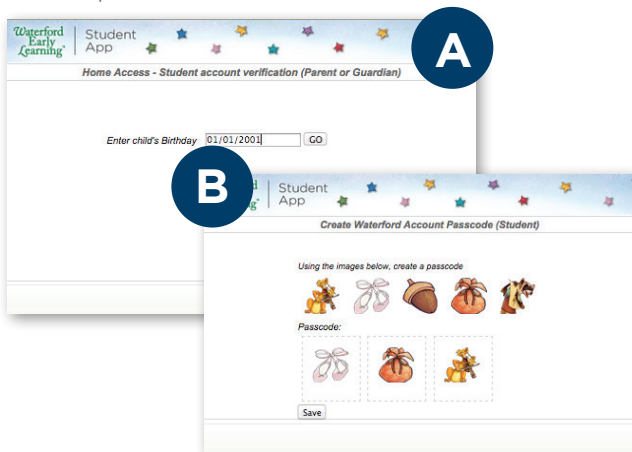 Waterford
Early
Learning
Student
App
A
Home Access - Student account verification (Parent or Guardian)
Enter child's Birthday 01/01/2001 GO
B
Student
App
Create Waterford Account Passcode (Student)
Using the images below, create a passcode
Passcode:
Save